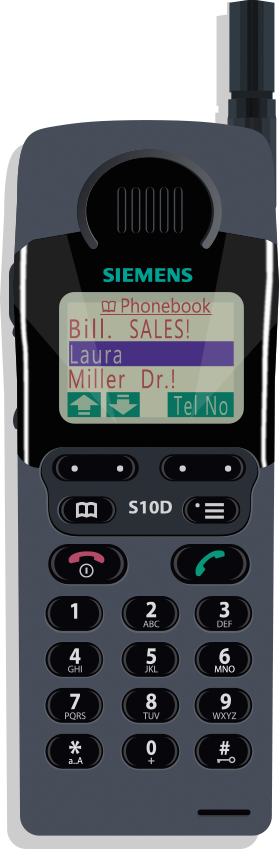 SIEMENS
Phonebook
Bill. SALES!
Laura
Miller Dr.!
Tel No
S10D
1 2 3
ABC DEF
4 5 6
GHI JKL MNO
7 8 9
PQRS TUV WXYZ
* 0 #
a..A +